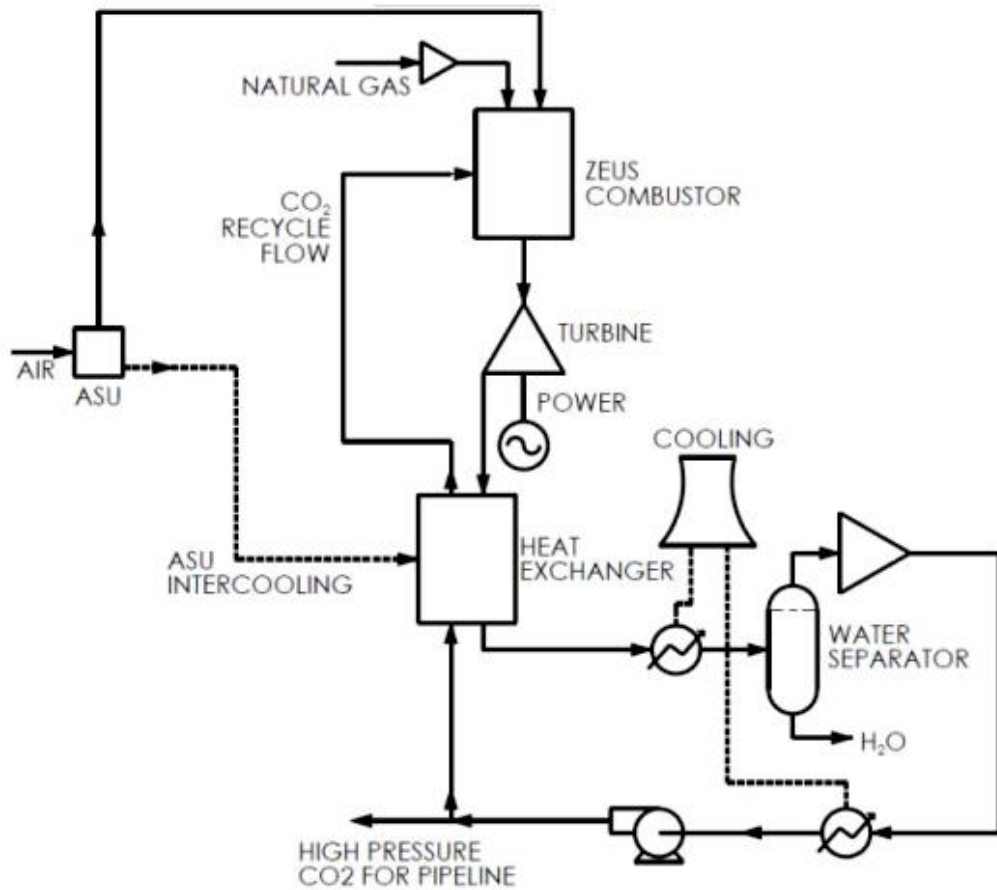 NATURAL GAS
ZEUS
COMBUSTOR
CO₂
RECYCLE
FLOW
TURBINE
AIR
ASU
POWER
COOLING
HEAT
EXCHANGER
ASU
INTERCOOLING
WATER
SEPARATOR
H₂O
HIGH PRESSURE
CO2 FOR PIPELINE